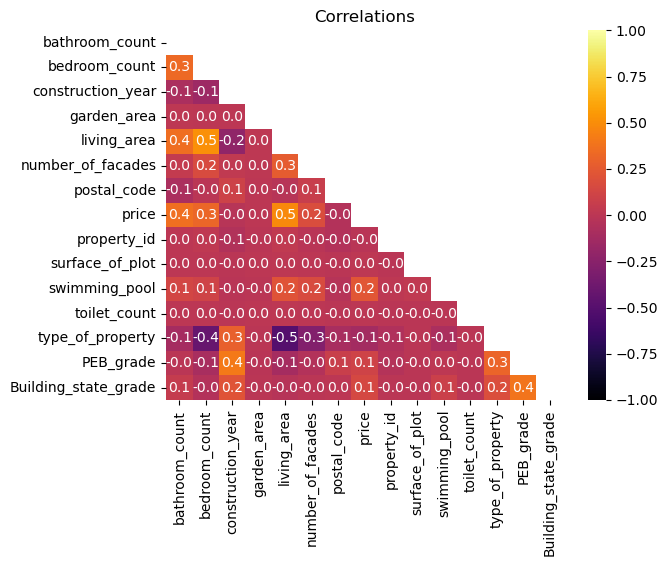 Correlations
bathroom_count
bedroom_count 0.3
construction_year -0.1 -0.1
garden_area 0.0 0.0 0.0
living_area 0.4 0.5 -0.2 0.0
number_of_facades 0.0 0.2 0.0 0.0 0.3
postal_code -0.1 -0.0 0.1 0.0 -0.0 0.1
price 0.4 0.3 -0.0 0.0 0.5 0.2 -0.0
property_id 0.0 0.0 -0.1 -0.0 0.0 -0.0 -0.0 -0.0
surface_of_plot 0.0 0.0 -0.0 0.0 0.0 0.0 -0.0 0.0 -0.0
swimming_pool 0.1 0.1 -0.0 -0.0 0.2 0.2 -0.0 0.2 -0.0 0.0
toilet_count 0.0 0.0 -0.0 0.0 0.0 0.0 -0.0 0.0 -0.0 -0.0 -0.0
type_of_property -0.1 -0.4 0.3 -0.0 -0.5 -0.3 -0.0 -0.1 -0.1 -0.0 -0.1 -0.0
PEB_grade -0.0 -0.1 0.4 -0.0 -0.1 -0.0 0.1 0.1 -0.0 -0.0 0.0 -0.0 0.3
Building_state_grade 0.1 -0.0 0.2 -0.0 -0.0 -0.0 0.0 0.1 -0.0 -0.0 0.1 -0.0 0.2 0.4
bathroom_count
bedroom_count
construction_year
garden_area
living_area
number_of_facades
postal_code
price
property_id
surface_of_plot
swimming_pool
toilet_count
type_of_property
PEB_grade
Building_state_grade
1.00
0.75
0.50
0.25
0.00
−0.25
−0.50
−0.75
−1.00